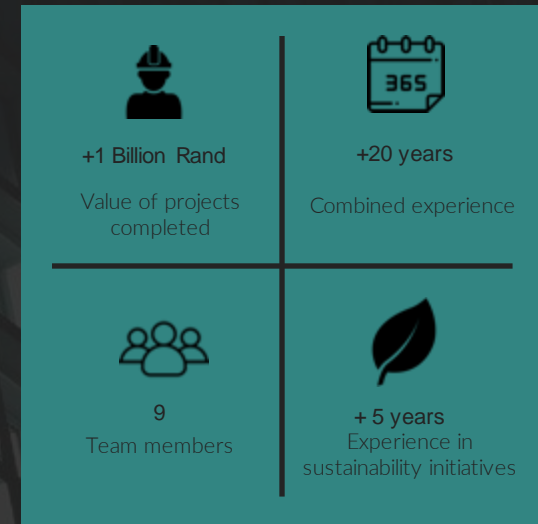 +1 Billion Rand
Value of projects
completed
365
+20 years
Combined experience
9
Team members
+ 5 years
Experience in
sustainability initiatives